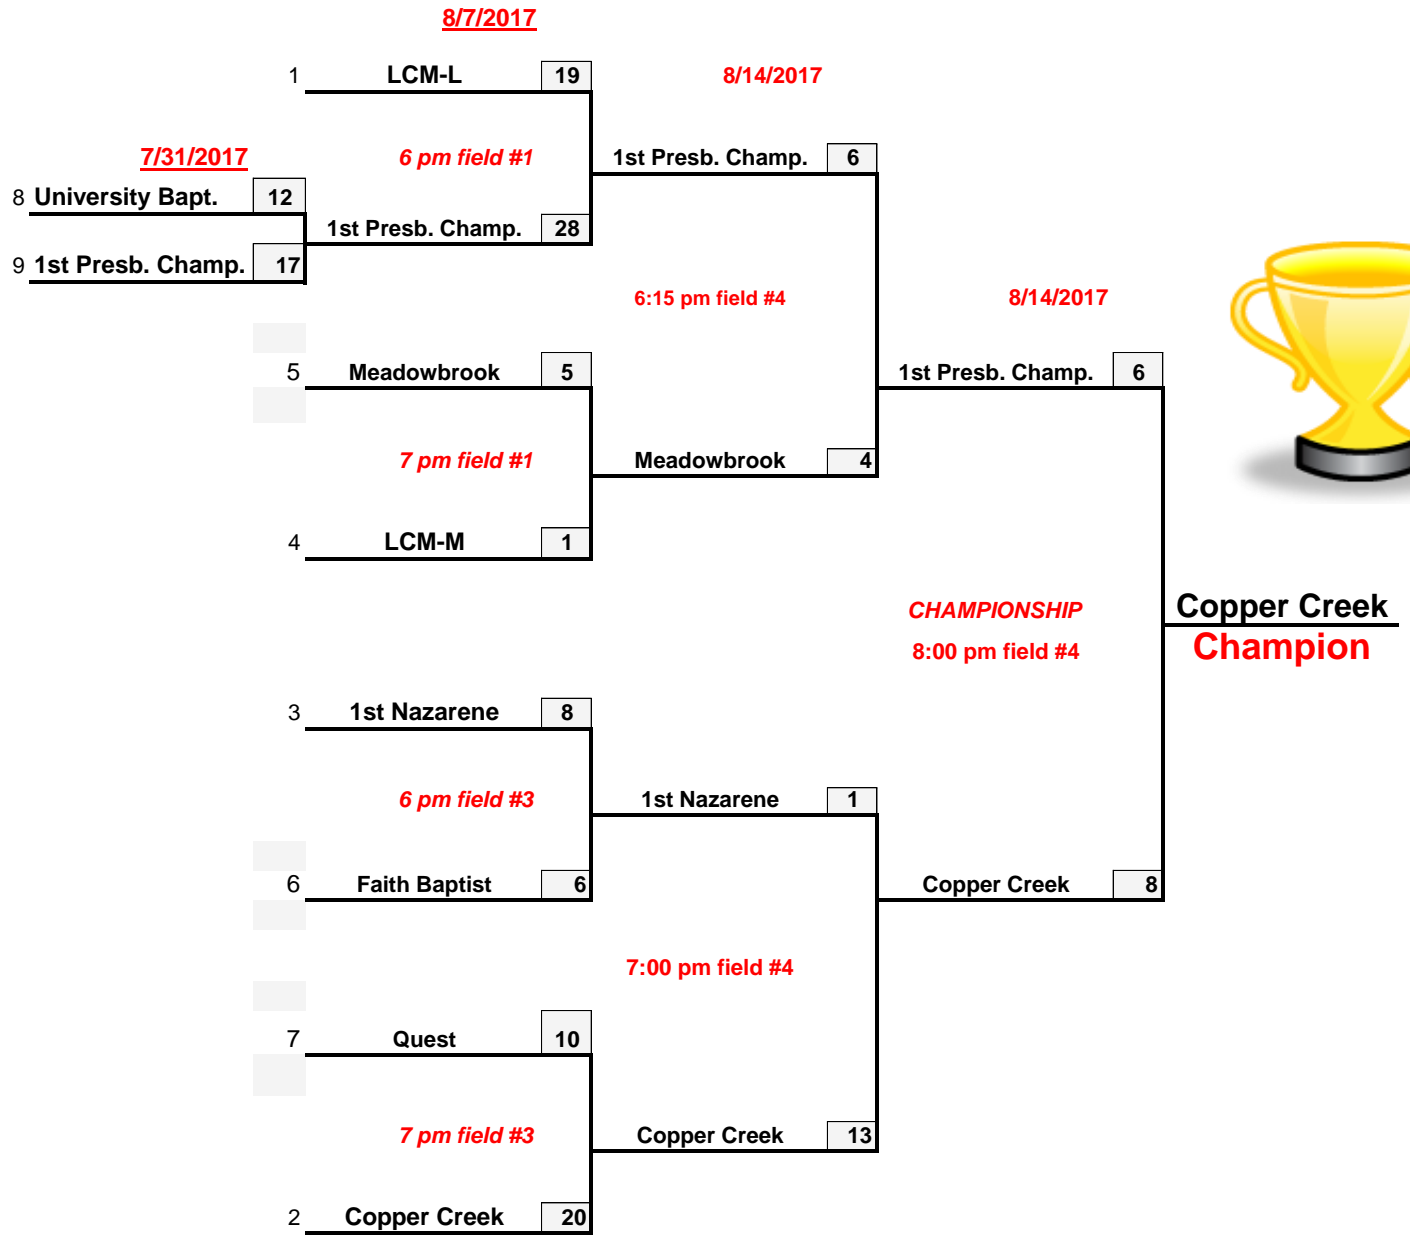 8/7/2017
1 LCM-L 19
8/14/2017
7/31/2017
6 pm field #1
1st Presb. Champ. 6
8 University Bapt. 12
1st Presb. Champ. 28
9 1st Presb. Champ. 17
6:15 pm field #4
8/14/2017
5 Meadowbrook 5
1st Presb. Champ. 6
7 pm field #1
Meadowbrook 4
4 LCM-M 1
CHAMPIONSHIP
Copper Creek
8:00 pm field #4
Champion
3 1st Nazarene 8
6 pm field #3
1st Nazarene 1
6 Faith Baptist 6
Copper Creek 8
7:00 pm field #4
7 Quest 10
7 pm field #3
Copper Creek 13
2 Copper Creek 20